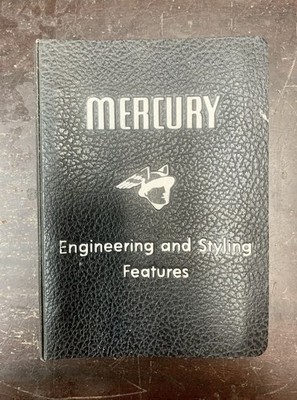 MERCURY
Engineering and Styling
Features